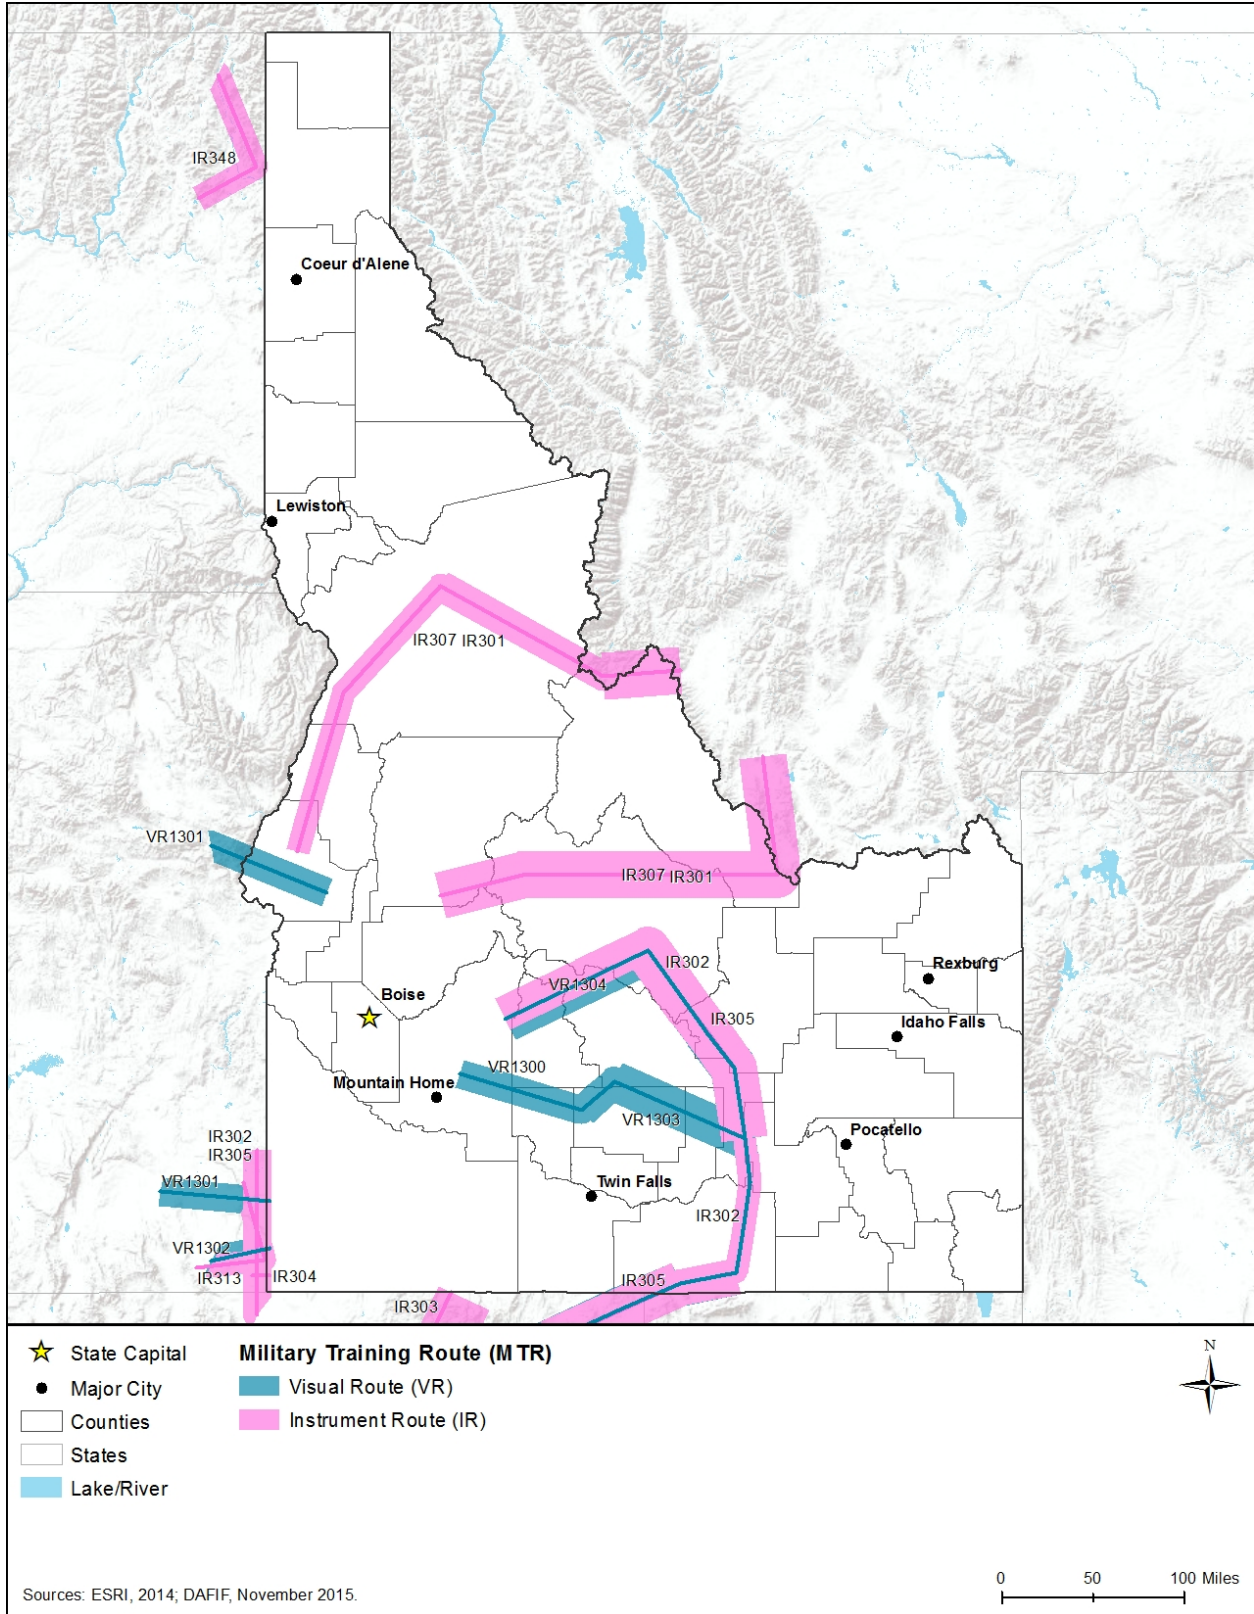 IR348
Coeur d'Alene
Lewiston
IR307 IR301
VR1301
IR307 IR301
IR302
Rexburg
VR1304
Boise
IR305
Idaho Falls
VR1300
Mountain Home
VR1303
Pocatello
IR302
IR305
VR1301
Twin Falls
IR302
VR1302
IR313
IR304
IR305
IR303
State Capital
Major City
Counties
States
Lake/River
Military Training Route (MTR)
Visual Route (VR)
Instrument Route (IR)
N
0 50 100 Miles
Sources: ESRI, 2014; DAFIF, November 2015.